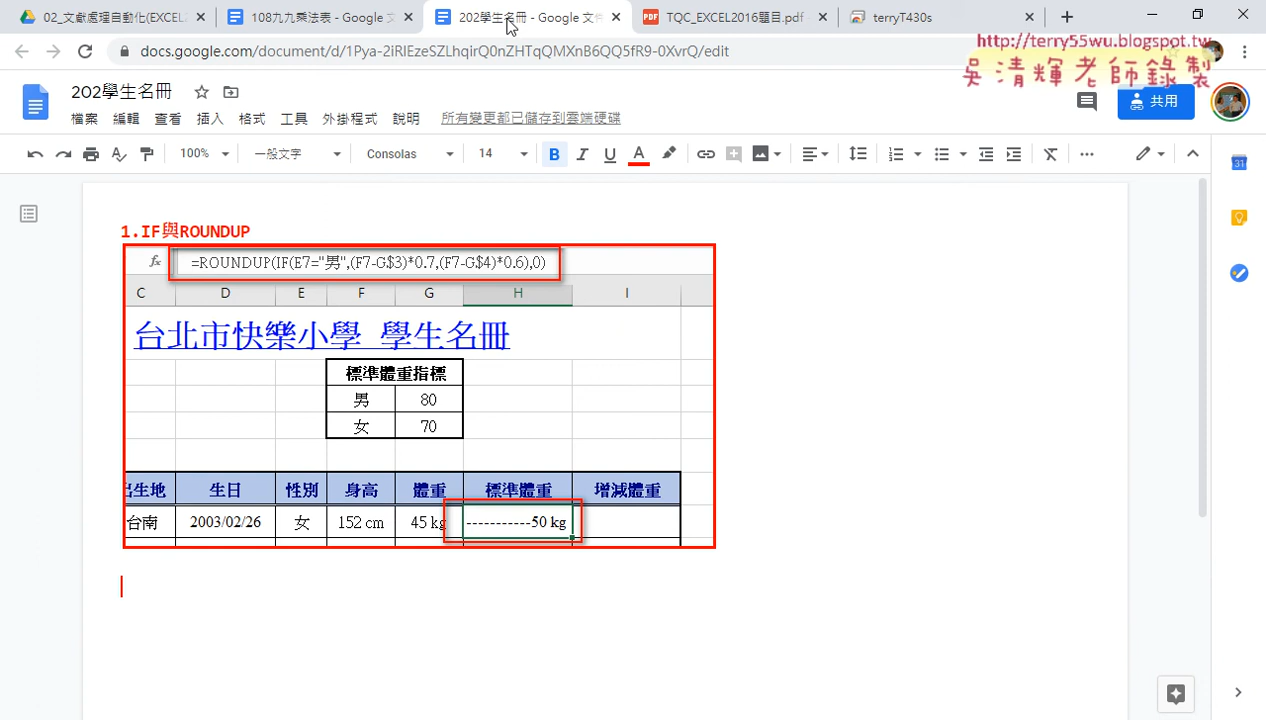 02_文獻處理自動化(EXCEL
108九九乘法表 - Google 文
202學生名冊 - Google 文件
TQC_EXCEL2016題目.pdf
terryT430s
docs.google.com/document/d/1Pya-2iRIEzeSZLhqirQ0nZHTqQMXnB6QQ5fR9-0XvrQ/edit
http://terry55wu.blogspot.tw
吳清輝老師錄製
202學生名冊
檔案 編輯 查看 插入 格式 工具 外掛程式 說明 所有變更都已儲存到雲端硬碟
共用
100% 一般文字 Consolas 14 B I U A
31
1.IF與ROUNDUP
fx =ROUNDUP(IF(E7="男",(F7-G$3)*0.7,(F7-G$4)*0.6),0)
C D E F G H I
台北市快樂小學 學生名冊
標準體重指標
男 80
女 70
出生地 生日 性別 身高 體重 標準體重 增減體重
台南 2003/02/26 女 152 cm 45 kg -----------50 kg